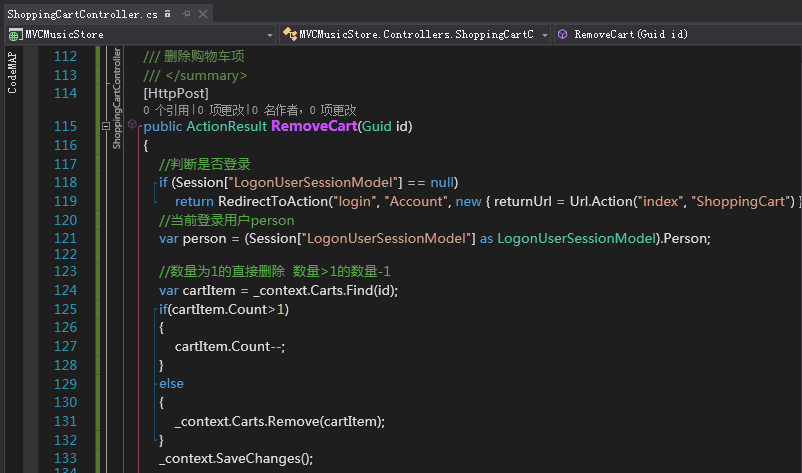 ShoppingCartController.cs
MVCMusicStore MVCMusicStore.Controllers.ShoppingCartC RemoveCart(Guid id)
CodeMAP
ShoppingCartController
112 /// 删除购物车项
113 /// </summary>
114 [HttpPost]
0 个引用|0 项更改|0 名作者，0 项更改
115 public ActionResult RemoveCart(Guid id)
116 {
117 //判断是否登录
118 if (Session["LogonUserSessionModel"] == null)
119 return RedirectToAction("login", "Account", new { returnUrl = Url.Action("index", "ShoppingCart") }
120 //当前登录用户person
121 var person = (Session["LogonUserSessionModel"] as LogonUserSessionModel).Person;
122
123 //数量为1的直接删除 数量>1的数量-1
124 var cartItem = _context.Carts.Find(id);
125 if(cartItem.Count>1)
126 {
127 cartItem.Count--;
128 }
129 else
130 {
131 _context.Carts.Remove(cartItem);
132 }
133 _context.SaveChanges();
134